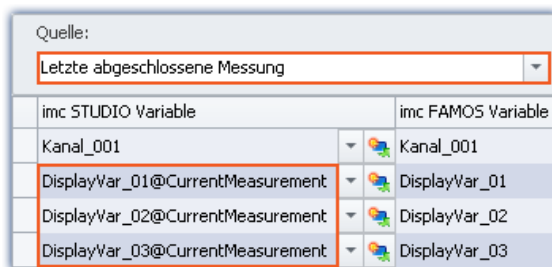 Quelle:
Letzte abgeschlossene Messung
imc STUDIO Variable imc FAMOS Variable
Kanal_001 Kanal_001
DisplayVar_01@CurrentMeasurement DisplayVar_01
DisplayVar_02@CurrentMeasurement DisplayVar_02
DisplayVar_03@CurrentMeasurement DisplayVar_03